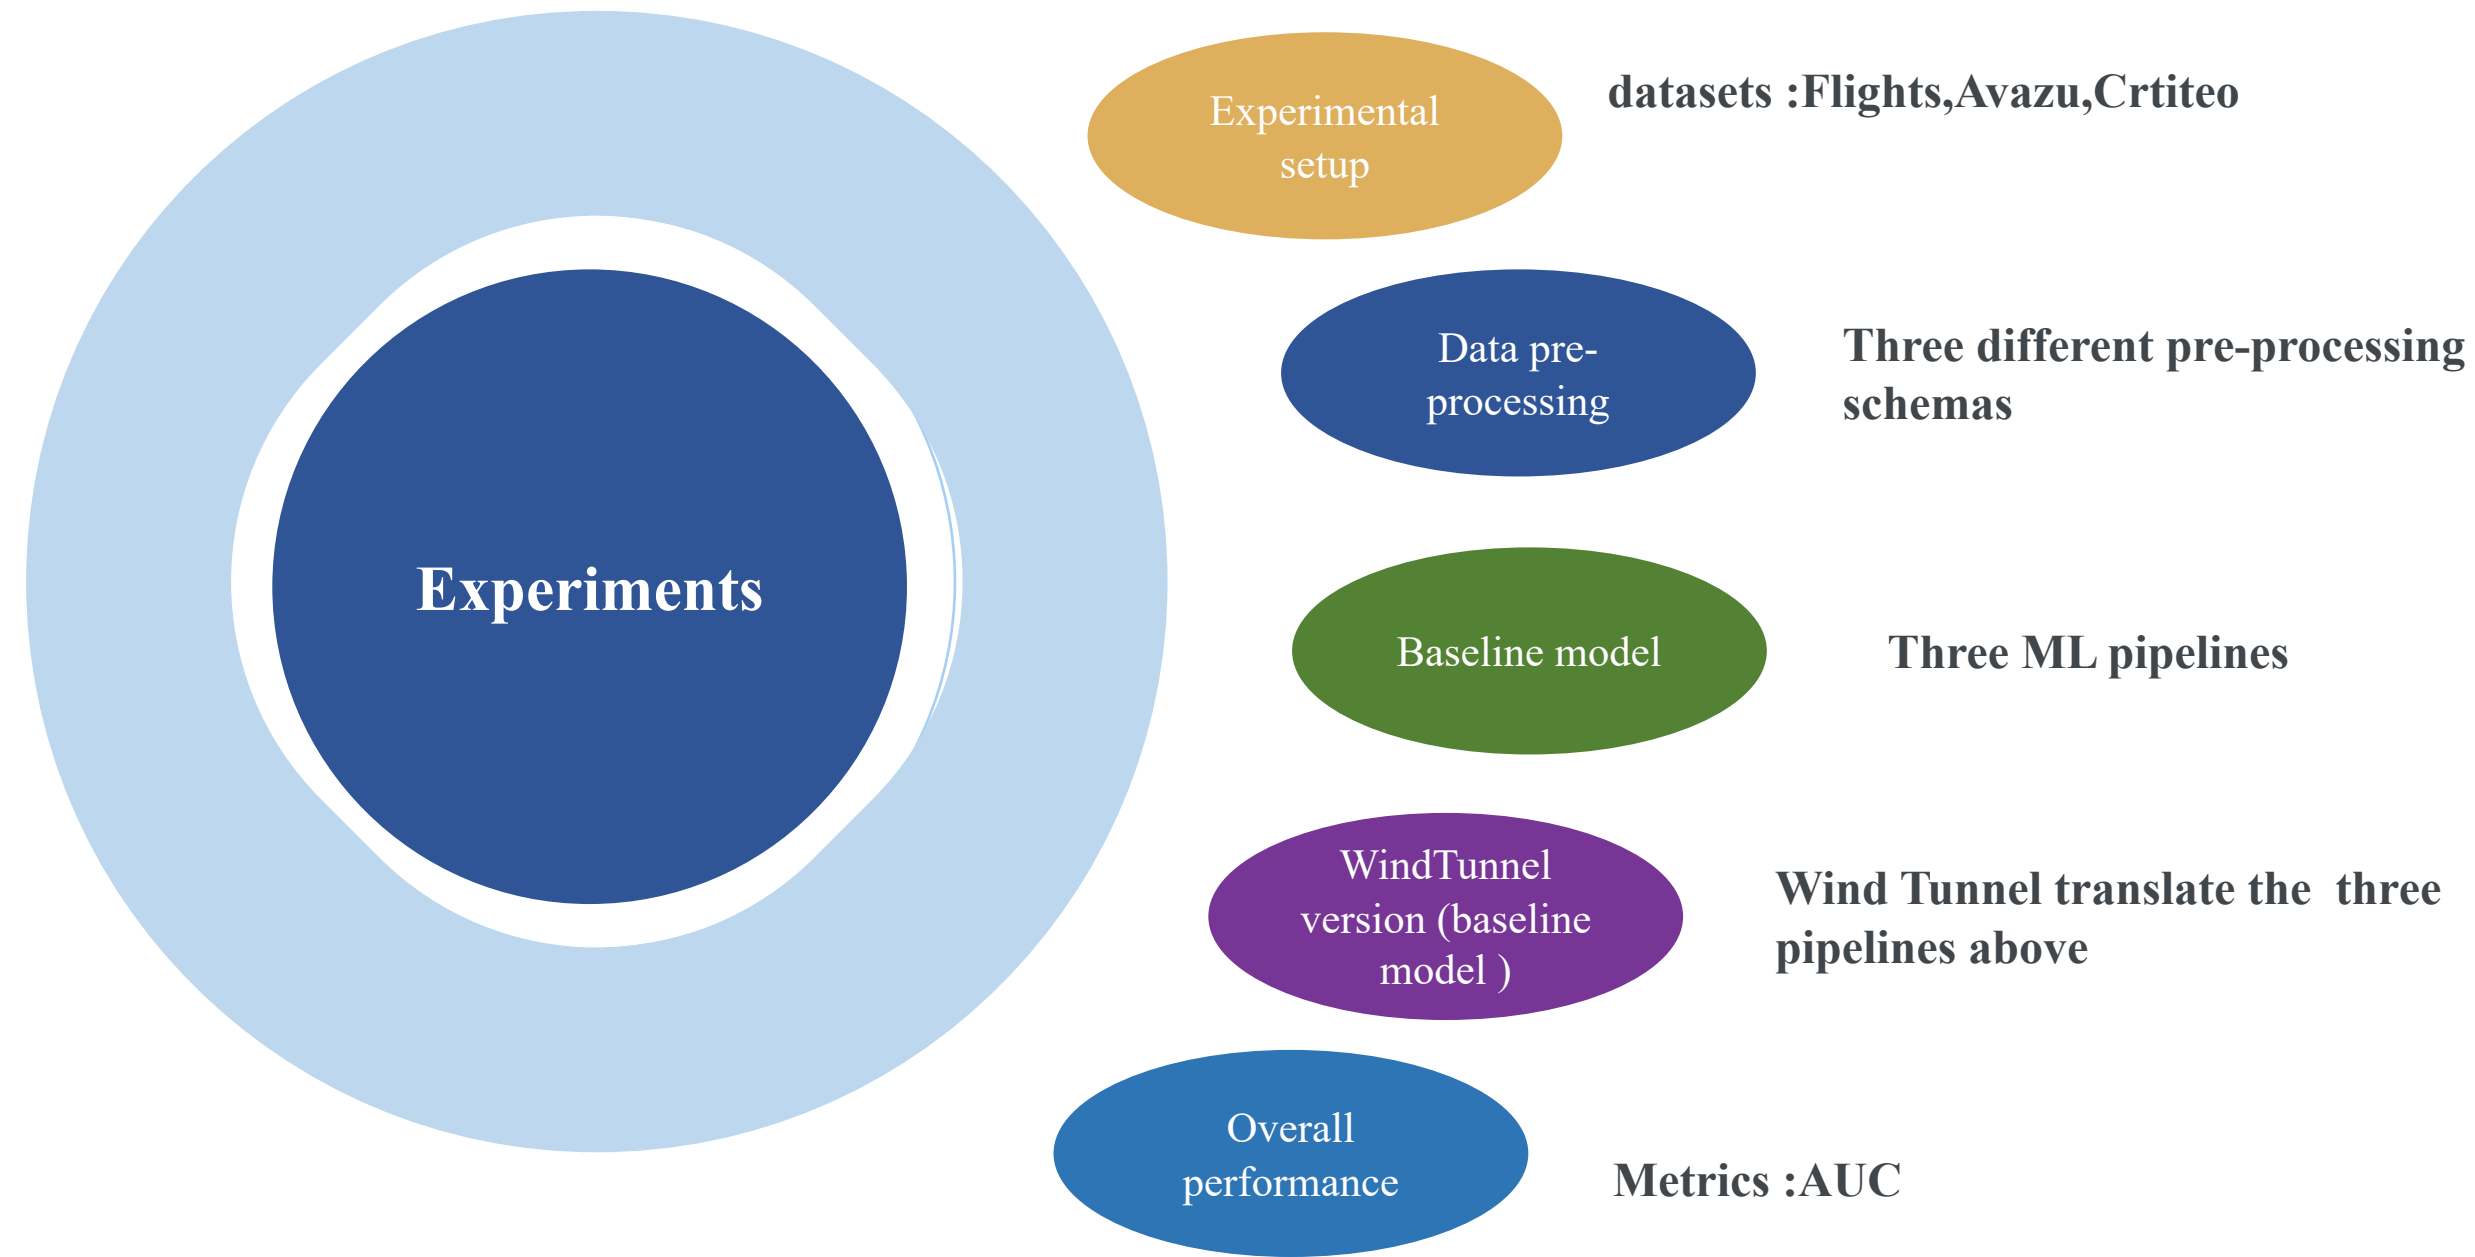 Experiments
Experimental
setup
datasets :Flights,Avazu,Crtiteo
Data pre-
processing
Three different pre-processing
schemas
Baseline model
Three ML pipelines
WindTunnel
version (baseline
model )
Wind Tunnel translate the  three
pipelines above
Overall
performance
Metrics :AUC